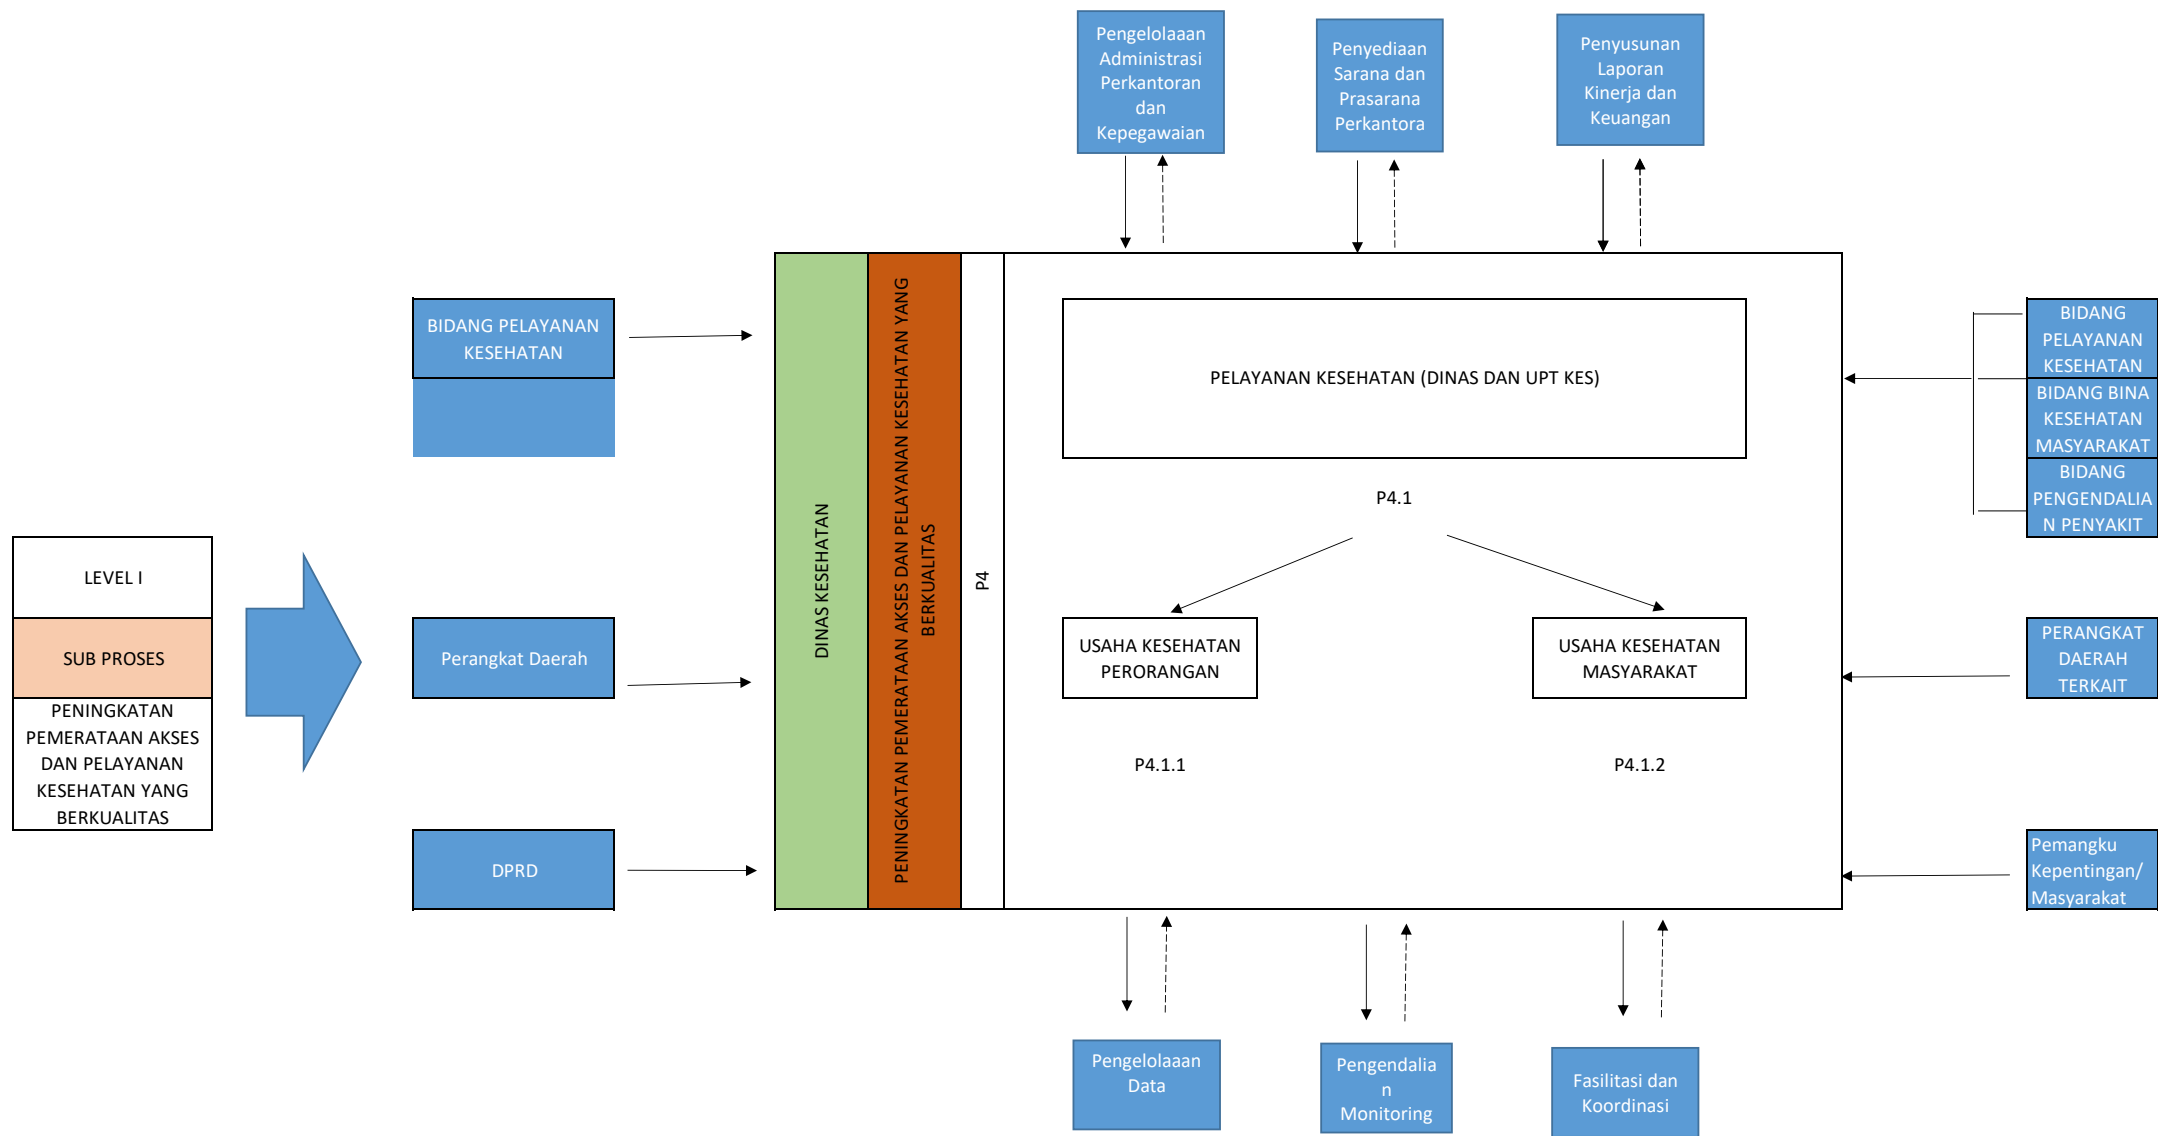 Pengelolaaan
Administrasi
Perkantoran
dan
Kepegawaian
Penyediaan
Sarana dan
Prasarana
Perkantora
Penyusunan
Laporan
Kinerja dan
Keuangan
LEVEL I
SUB PROSES
PENINGKATAN
PEMERATAAN AKSES
DAN PELAYANAN
KESEHATAN YANG
BERKUALITAS
BIDANG PELAYANAN
KESEHATAN
Perangkat Daerah
DPRD
DINAS KESEHATAN
PENINGKATAN PEMERATAAN AKSES DAN PELAYANAN KESEHATAN YANG
BERKUALITAS
P4
PELAYANAN KESEHATAN (DINAS DAN UPT KES)
P4.1
USAHA KESEHATAN
PERORANGAN
USAHA KESEHATAN
MASYARAKAT
P4.1.1
P4.1.2
BIDANG
PELAYANAN
KESEHATAN
BIDANG BINA
KESEHATAN
MASYARAKAT
BIDANG
PENGENDALIA
N PENYAKIT
PERANGKAT
DAERAH
TERKAIT
Pemangku
Kepentingan/
Masyarakat
Pengelolaaan
Data
Pengendalia
n
Monitoring
Fasilitasi dan
Koordinasi